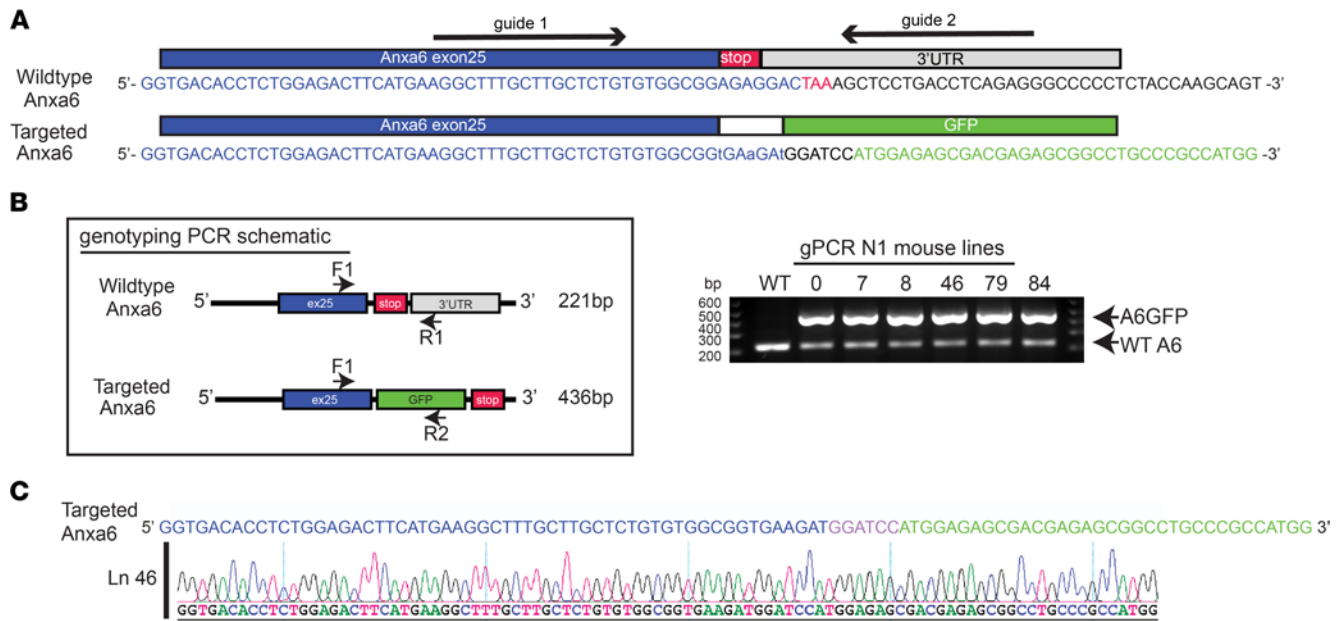 A
guide 1
guide 2
Anxa6 exon25 stop 3'UTR
Wildtype Anxa6
5'- GGTGACACCTCTGGAGACTTCATGAAGGCTTTGCTTGCTCTGTGTGGCGGAGAGGACTAAAGCTCCTGACCTCAGAGGGCCCCCTCTACCAAGCAGT -3'
Anxa6 exon25 GFP
Targeted Anxa6
5'- GGTGACACCTCTGGAGACTTCATGAAGGCTTTGCTTGCTCTGTGTGGCGGtGAaGAtGGATCCATGGAGAGCGACGAGAGCGGCCTGCCCGCCATGG -3'
B
genotyping PCR schematic
F1
Wildtype Anxa6
5' ex25 stop 3'UTR 3' 221bp
R1
F1
Targeted Anxa6
5' ex25 GFP stop 3' 436bp
R2
gPCR N1 mouse lines
bp WT 0 7 8 46 79 84
600
500
400
300
200
A6GFP
WT A6
C
Targeted Anxa6
5' GGTGACACCTCTGGAGACTTCATGAAGGCTTTGCTTGCTCTGTGTGGCGGTGAAGATGGATCCATGGAGAGCGACGAGAGCGGCCTGCCCGCCATGG 3'
Ln 46
GGTGACACCTCTGGAGACTTCATGAAGGCTTTGCTTGCTCTGTGTGGCGGTGAAGATGGATCCATGGAGAGCGACGAGAGCGGCCTGCCCGCCATGG